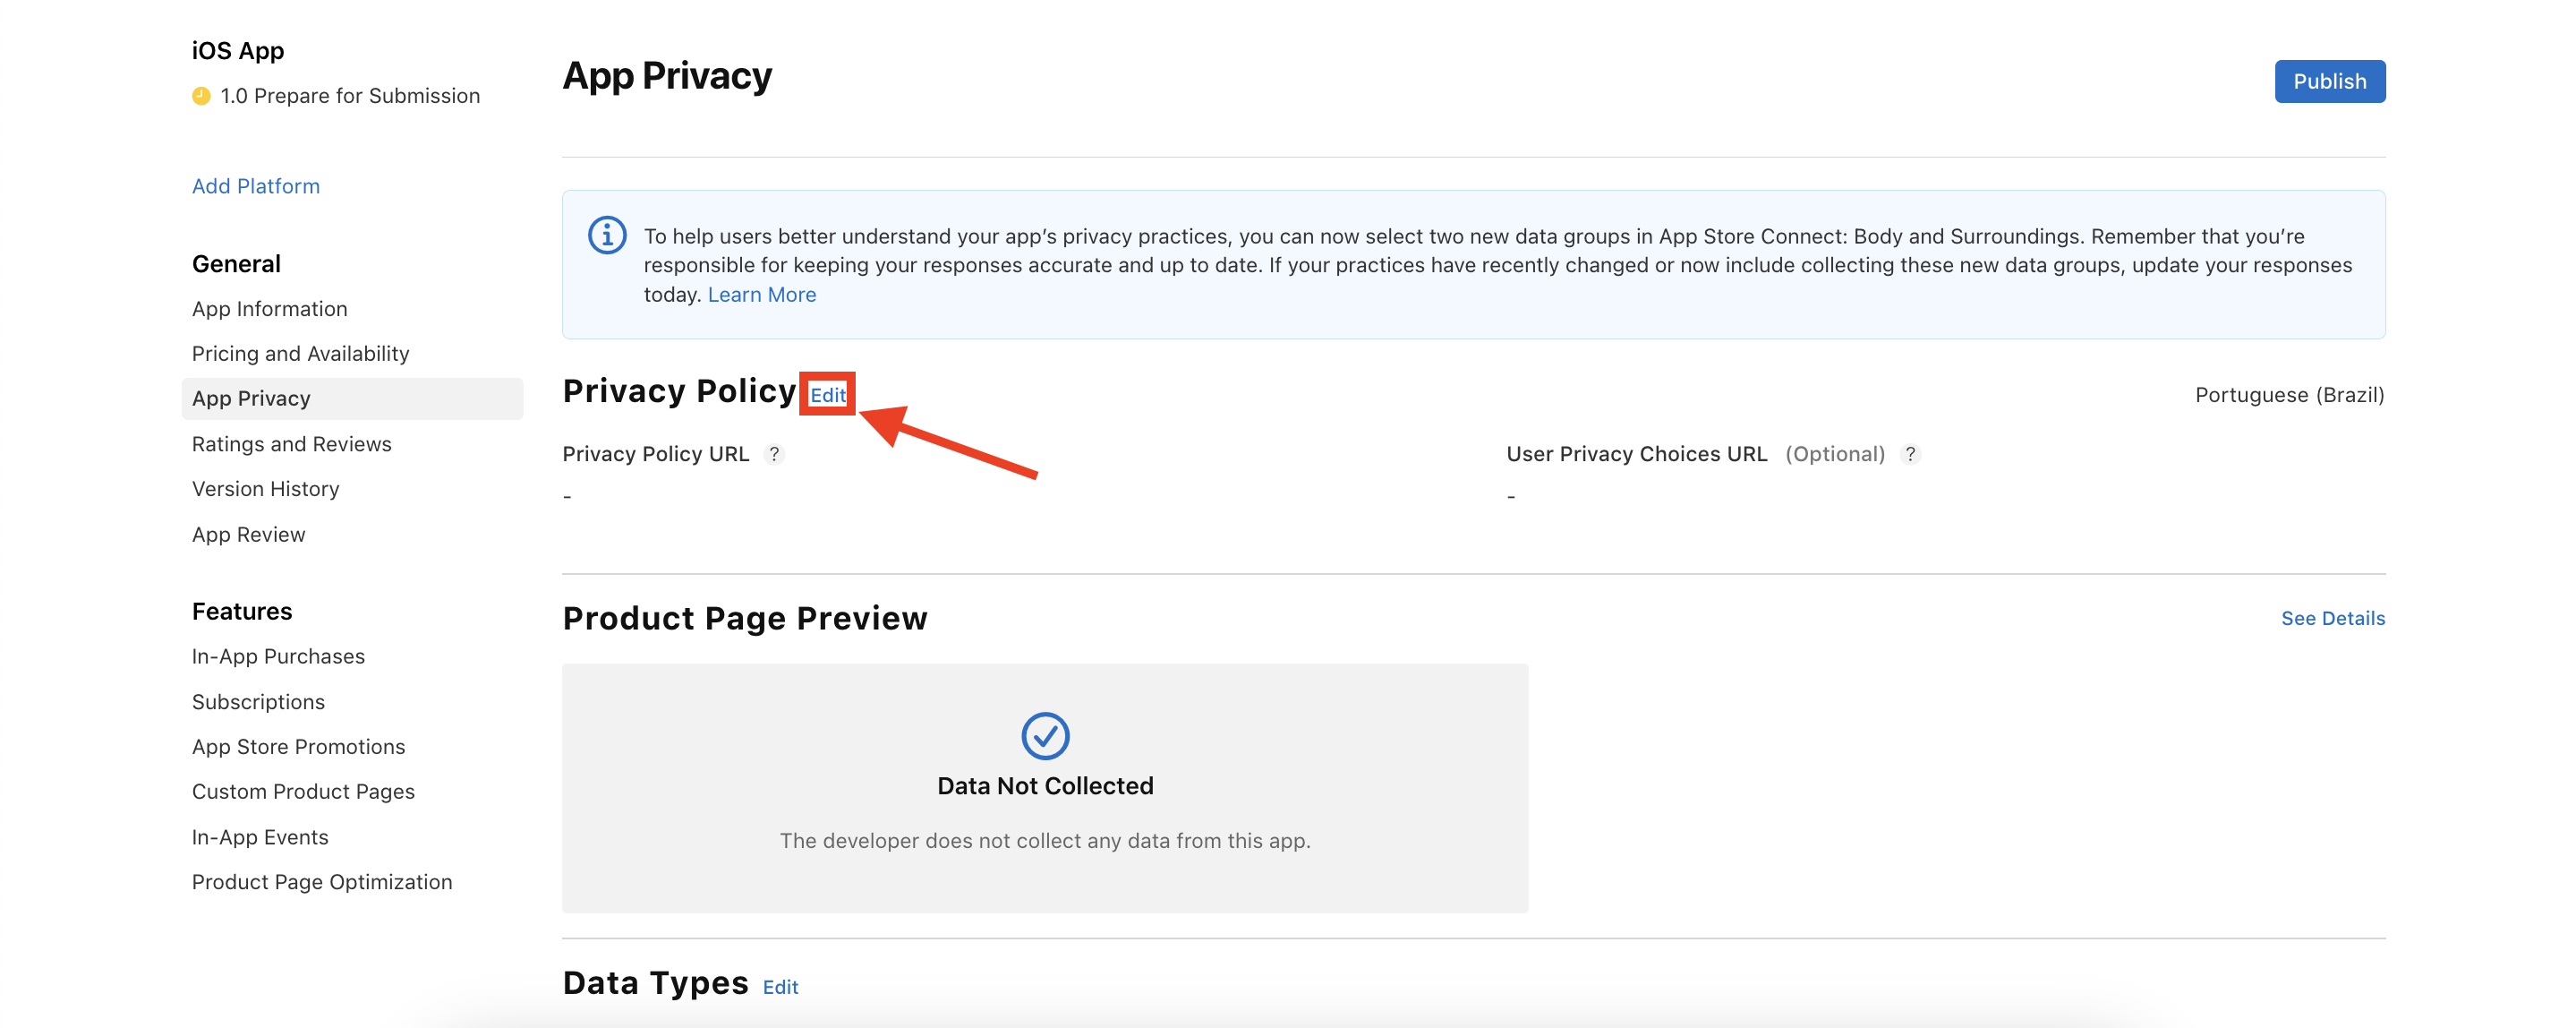 iOS App
1.0 Prepare for Submission
Add Platform
General
App Information
Pricing and Availability
App Privacy
Ratings and Reviews
Version History
App Review
Features
In-App Purchases
Subscriptions
App Store Promotions
Custom Product Pages
In-App Events
Product Page Optimization
App Privacy
Publish
To help users better understand your app's privacy practices, you can now select two new data groups in App Store Connect: Body and Surroundings. Remember that you're
responsible for keeping your responses accurate and up to date. If your practices have recently changed or now include collecting these new data groups, update your responses
today. Learn More
Privacy Policy Edit
Portuguese (Brazil)
Privacy Policy URL ?
-
User Privacy Choices URL (Optional) ?
-
Product Page Preview
See Details
Data Not Collected
The developer does not collect any data from this app.
Data Types Edit